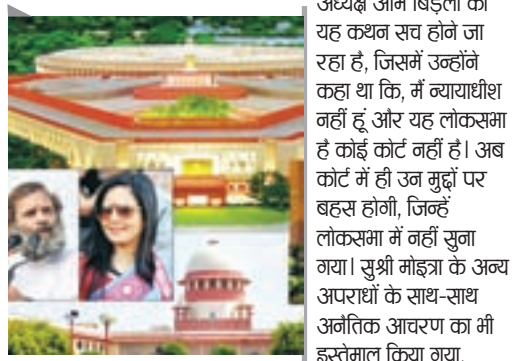 अध्यक्ष ओम बिड़ला का
यह कथन सच होने जा
रहा है, जिसमें उन्होंने
कहा था कि, मैं न्यायाधीश
नहीं हूं और यह लोकसभा
है कोई कोर्ट नहीं है। अब
कोर्ट में ही उन मुद्दों पर
बहस होगी, जिन्हें
लोकसभा में नहीं सुना
गया। सुश्री मोइत्रा के अन्य
अपराधों के साथ-साथ
अनैतिक आचरण का भी
इस्तेमाल किया गया,